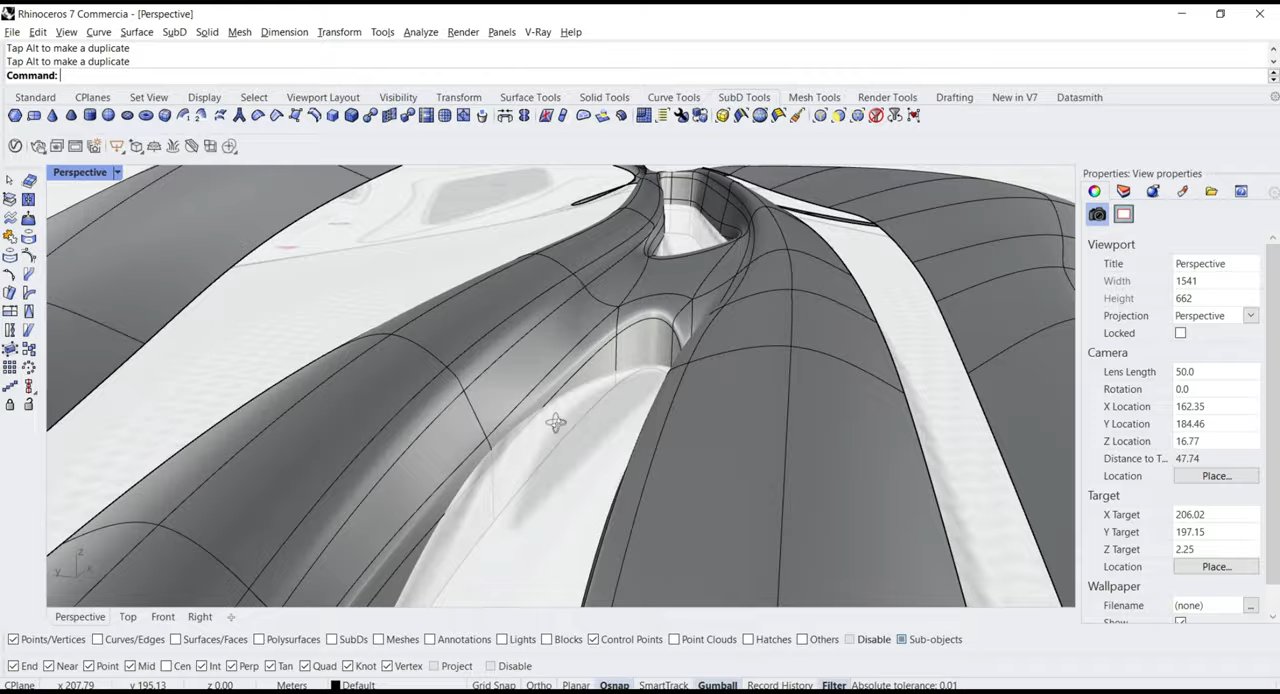 Rhinoceros 7 Commercia - [Perspective]
File Edit View Curve Surface SubD Solid Mesh Dimension Transform Tools Analyze Render Panels V-Ray Help
Tap Alt to make a duplicate
Tap Alt to make a duplicate
Command:
Standard CPlanes Set View Display Select Viewport Layout Visibility Transform Surface Tools Solid Tools Curve Tools SubD Tools Mesh Tools Render Tools Drafting New in V7 Datasmith
Perspective
Properties: View properties
Viewport
Title Perspective
Width 1541
Height 662
Projection Perspective
Locked
Camera
Lens Length 50.0
Rotation 0.0
X Location 162.35
Y Location 184.46
Z Location 16.77
Distance to T... 47.74
Location Place...
Target
X Target 206.02
Y Target 197.15
Z Target 2.25
Location Place...
Wallpaper
Filename (none) ...
Show
z
y x
Perspective Top Front Right
Points/Vertices Curves/Edges Surfaces/Faces Polysurfaces SubDs Meshes Annotations Lights Blocks Control Points Point Clouds Hatches Others Disable Sub-objects
End Near Point Mid Cen Int Perp Tan Quad Knot Vertex Project Disable
CPlane x 207.79 y 195.13 z 0.00 Meters Default Grid Snap Ortho Planar Osnap SmartTrack Gumball Record History Filter Absolute tolerance: 0.01